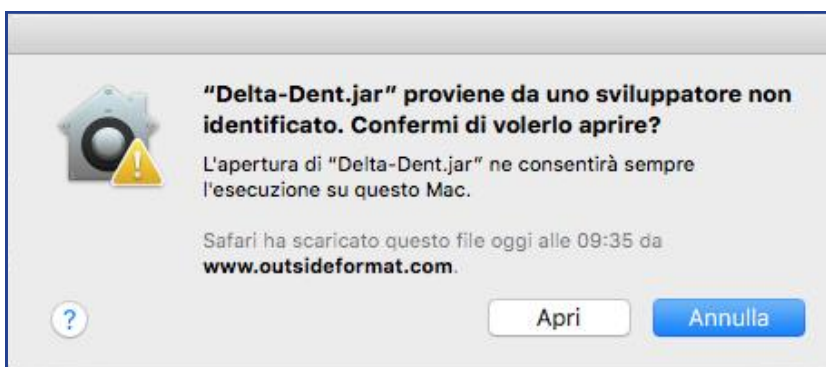 “Delta-Dent.jar” proviene da uno sviluppatore non
identificato. Confermi di volerlo aprire?
L'apertura di “Delta-Dent.jar” ne consentirà sempre
l'esecuzione su questo Mac.
Safari ha scaricato questo file oggi alle 09:35 da
www.outsideformat.com.
?
Apri
Annulla